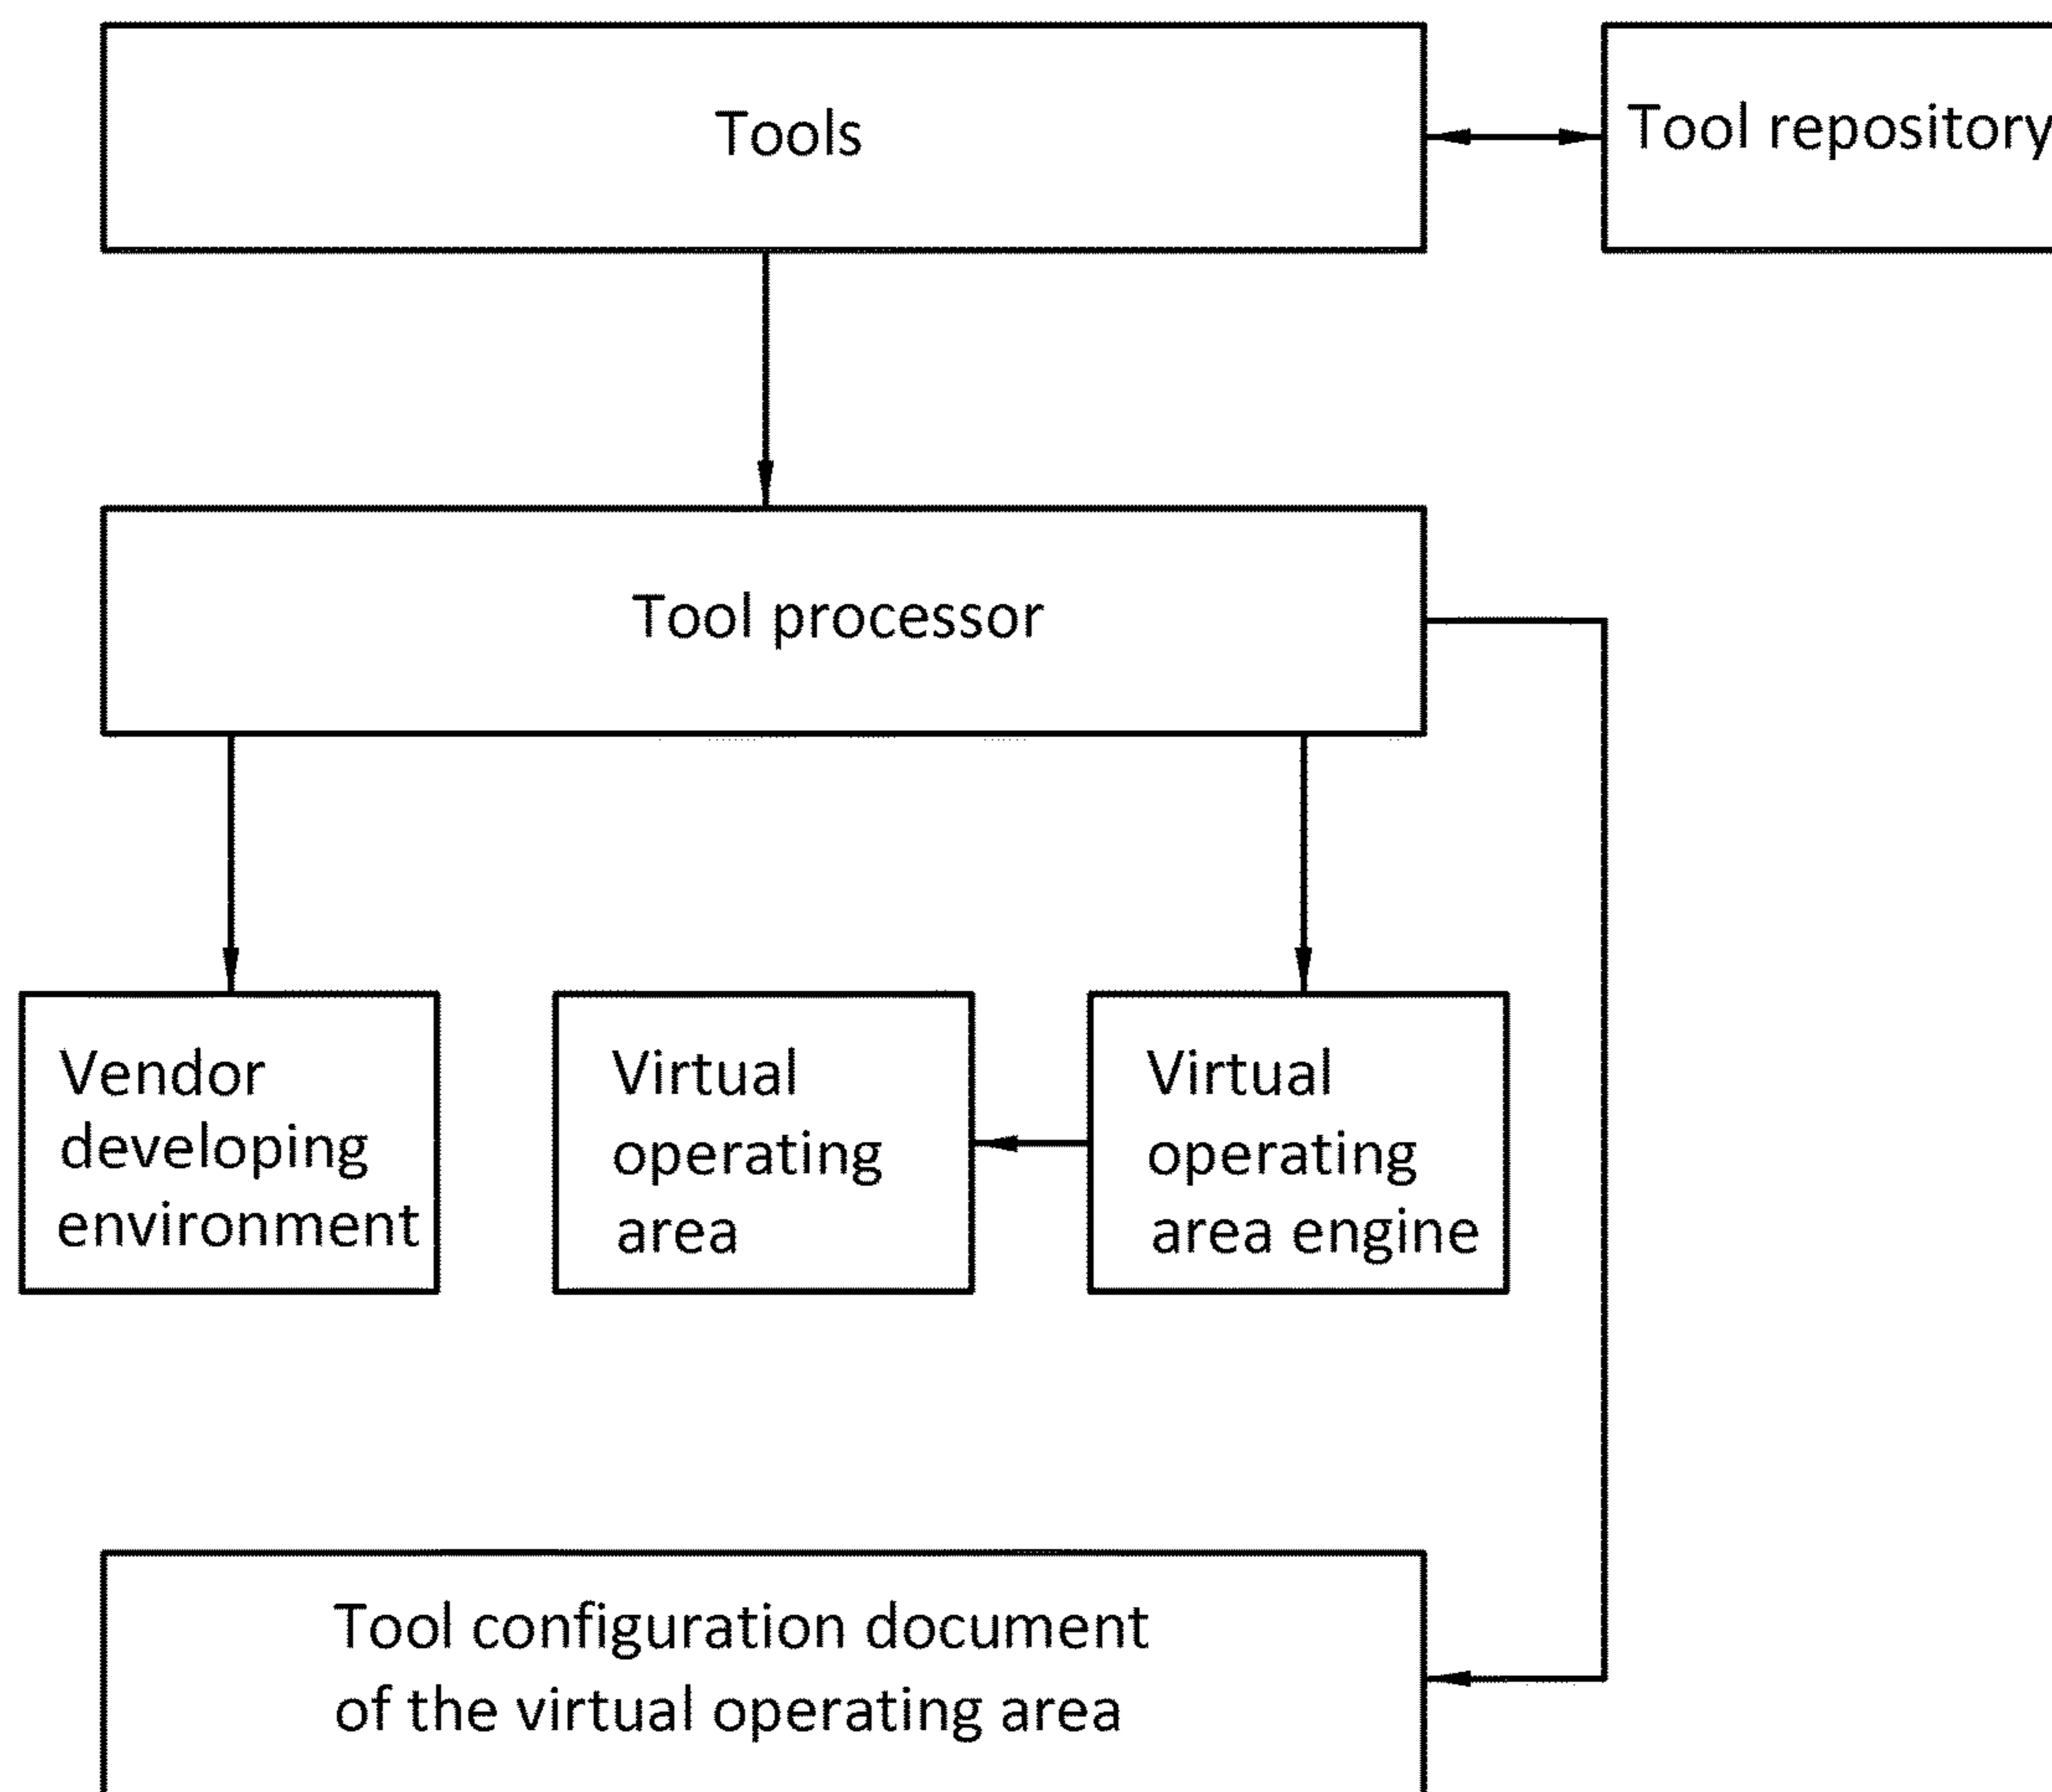 Tools
Tool repository
Tool processor
Vendor
developing
environment
Virtual
operating
area
Virtual
operating
area engine
Tool configuration document
of the virtual operating area